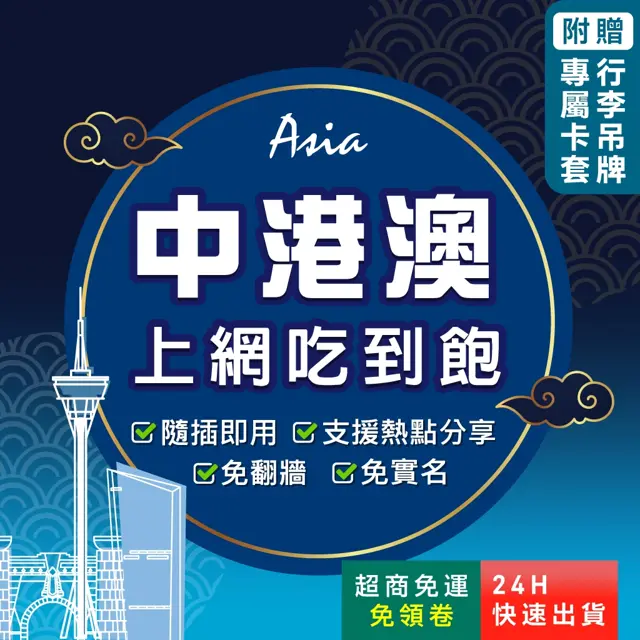 附贈
行李吊牌
專屬卡套
Asia
中港澳
上網吃到飽
隨插即用 支援熱點分享
免翻牆 免實名
超商免運
免領卷
24H
快速出貨